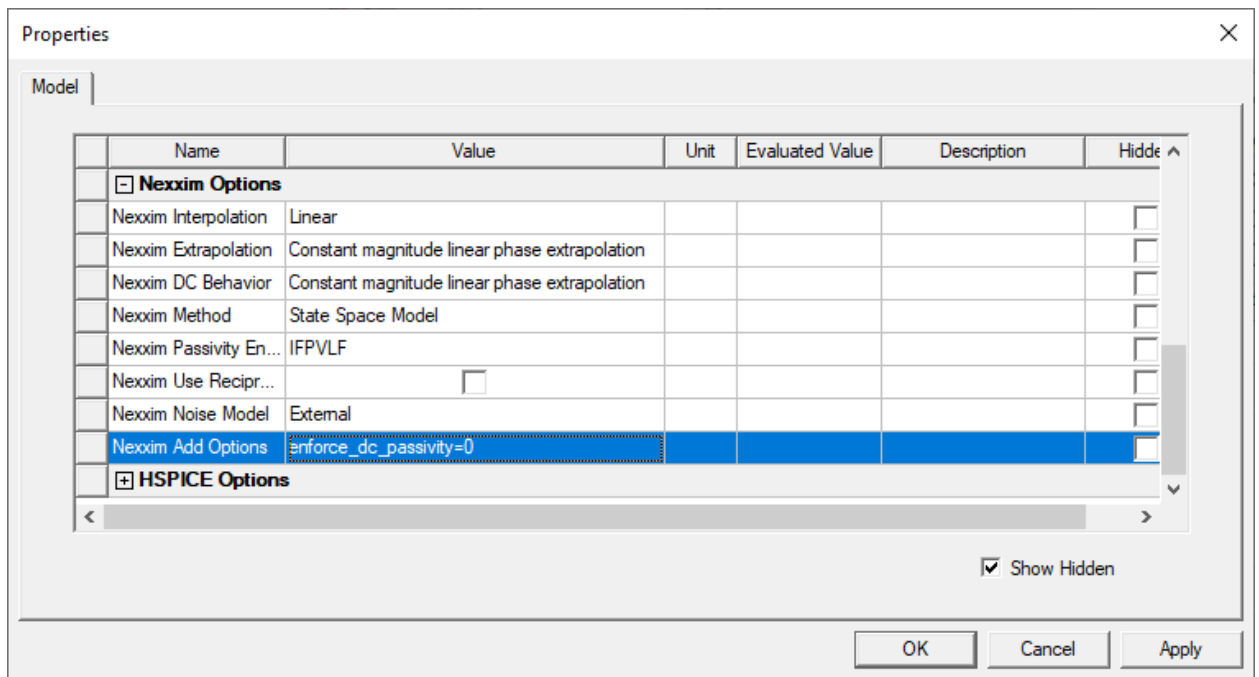 Properties
Model
Name Value Unit Evaluated Value Description Hidde
Nexxim Options
Nexxim Interpolation Linear
Nexxim Extrapolation Constant magnitude linear phase extrapolation
Nexxim DC Behavior Constant magnitude linear phase extrapolation
Nexxim Method State Space Model
Nexxim Passivity En... IFPVLF
Nexxim Use Recipr...
Nexxim Noise Model External
Nexxim Add Options enforce_dc_passivity=0
HSPICE Options
Show Hidden
OK Cancel Apply